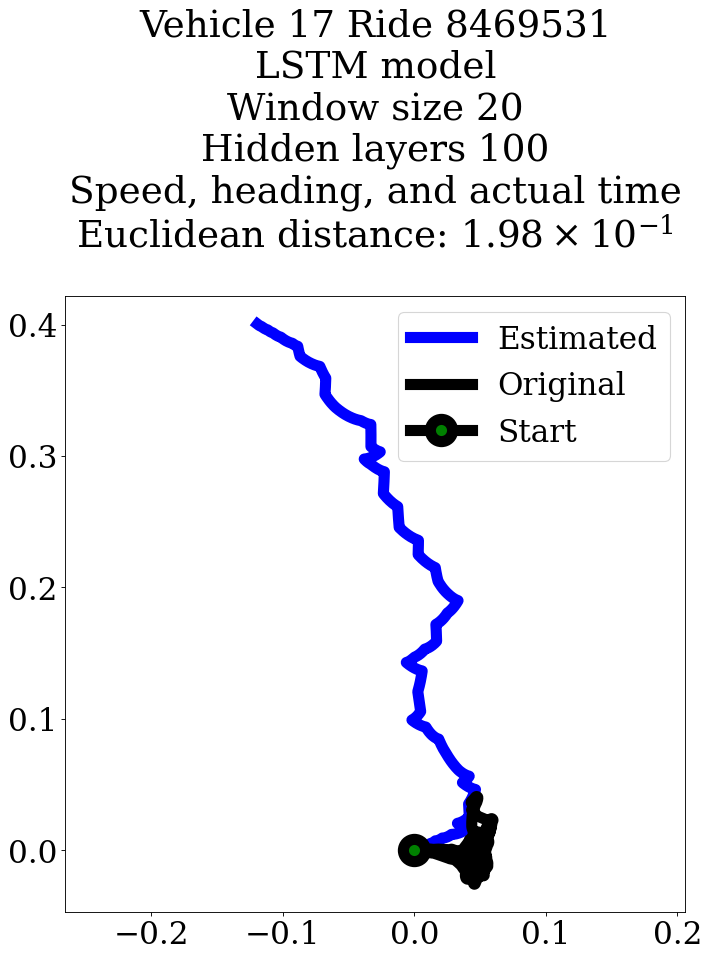 Vehicle 17 Ride 8469531
LSTM model
Window size 20
Hidden layers 100
Speed, heading, and actual time
Euclidean distance: 1.98 × 10⁻¹
Estimated
Original
Start
0.4
0.3
0.2
0.1
0.0
−0.2
−0.1
0.0
0.1
0.2